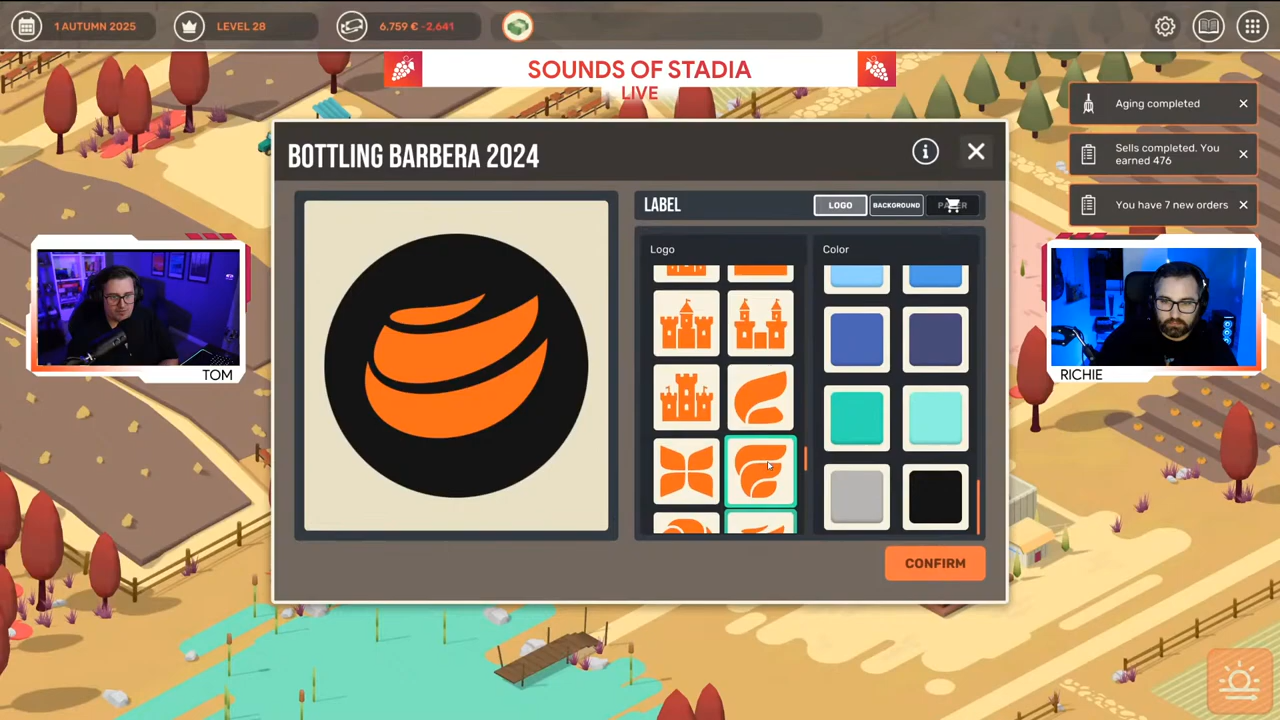 1 AUTUMN 2025
LEVEL 28
6.759 € -2,641
SOUNDS OF STADIA
LIVE
Aging completed
Sells completed. You
earned 476
You have 7 new orders
BOTTLING BARBERA 2024
LABEL
LOGO
BACKGROUND
Logo
Color
TOM
RICHIE
CONFIRM